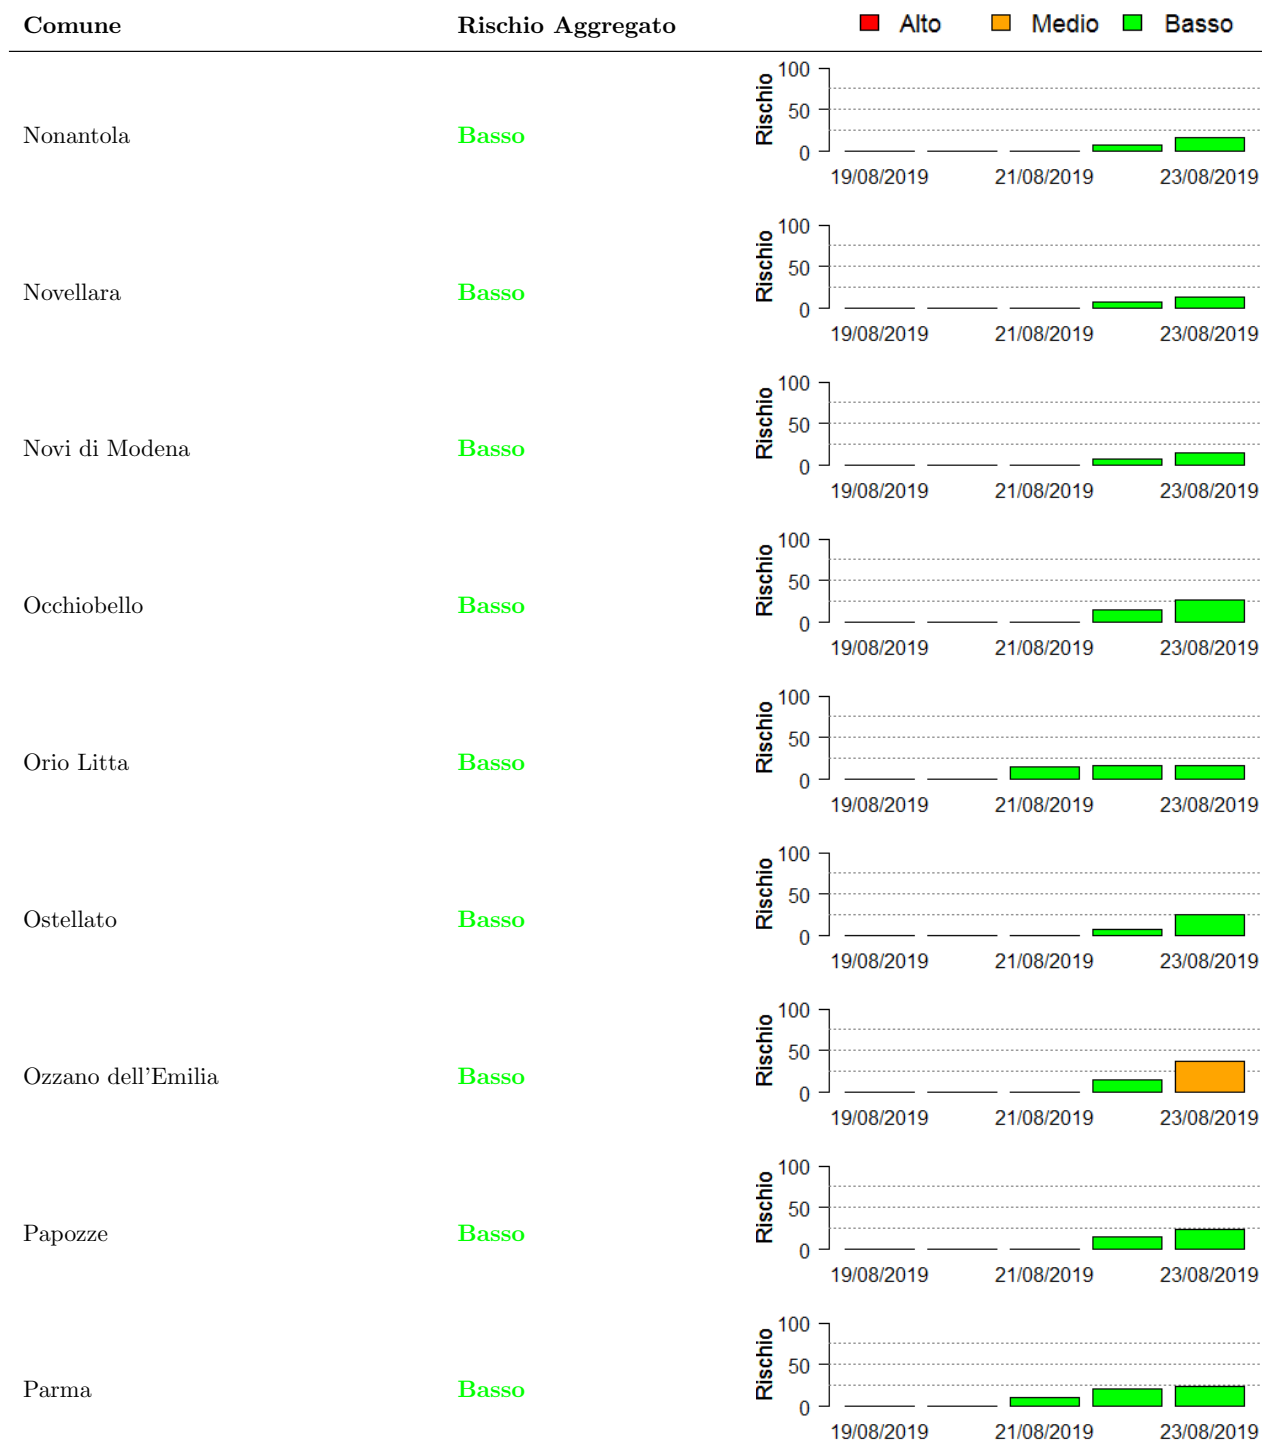 Comune Rischio Aggregato Alto Medio Basso
100
50
0
Rischio
Nonantola Basso
19/08/2019 21/08/2019 23/08/2019
100
50
0
Rischio
Novellara Basso
19/08/2019 21/08/2019 23/08/2019
100
50
0
Rischio
Novi di Modena Basso
19/08/2019 21/08/2019 23/08/2019
100
50
0
Rischio
Occhiobello Basso
19/08/2019 21/08/2019 23/08/2019
100
50
0
Rischio
Orio Litta Basso
19/08/2019 21/08/2019 23/08/2019
100
50
0
Rischio
Ostellato Basso
19/08/2019 21/08/2019 23/08/2019
100
50
0
Rischio
Ozzano dell'Emilia Basso
19/08/2019 21/08/2019 23/08/2019
100
50
0
Rischio
Papozze Basso
19/08/2019 21/08/2019 23/08/2019
100
50
0
Rischio
Parma Basso
19/08/2019 21/08/2019 23/08/2019